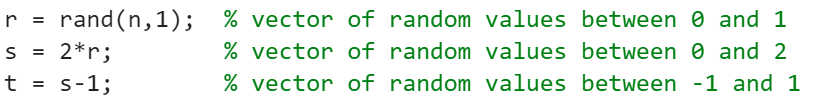 r = rand(n,1);  % vector of random values between 0 and 1
s = 2*r;        % vector of random values between 0 and 2
t = s-1;        % vector of random values between -1 and 1